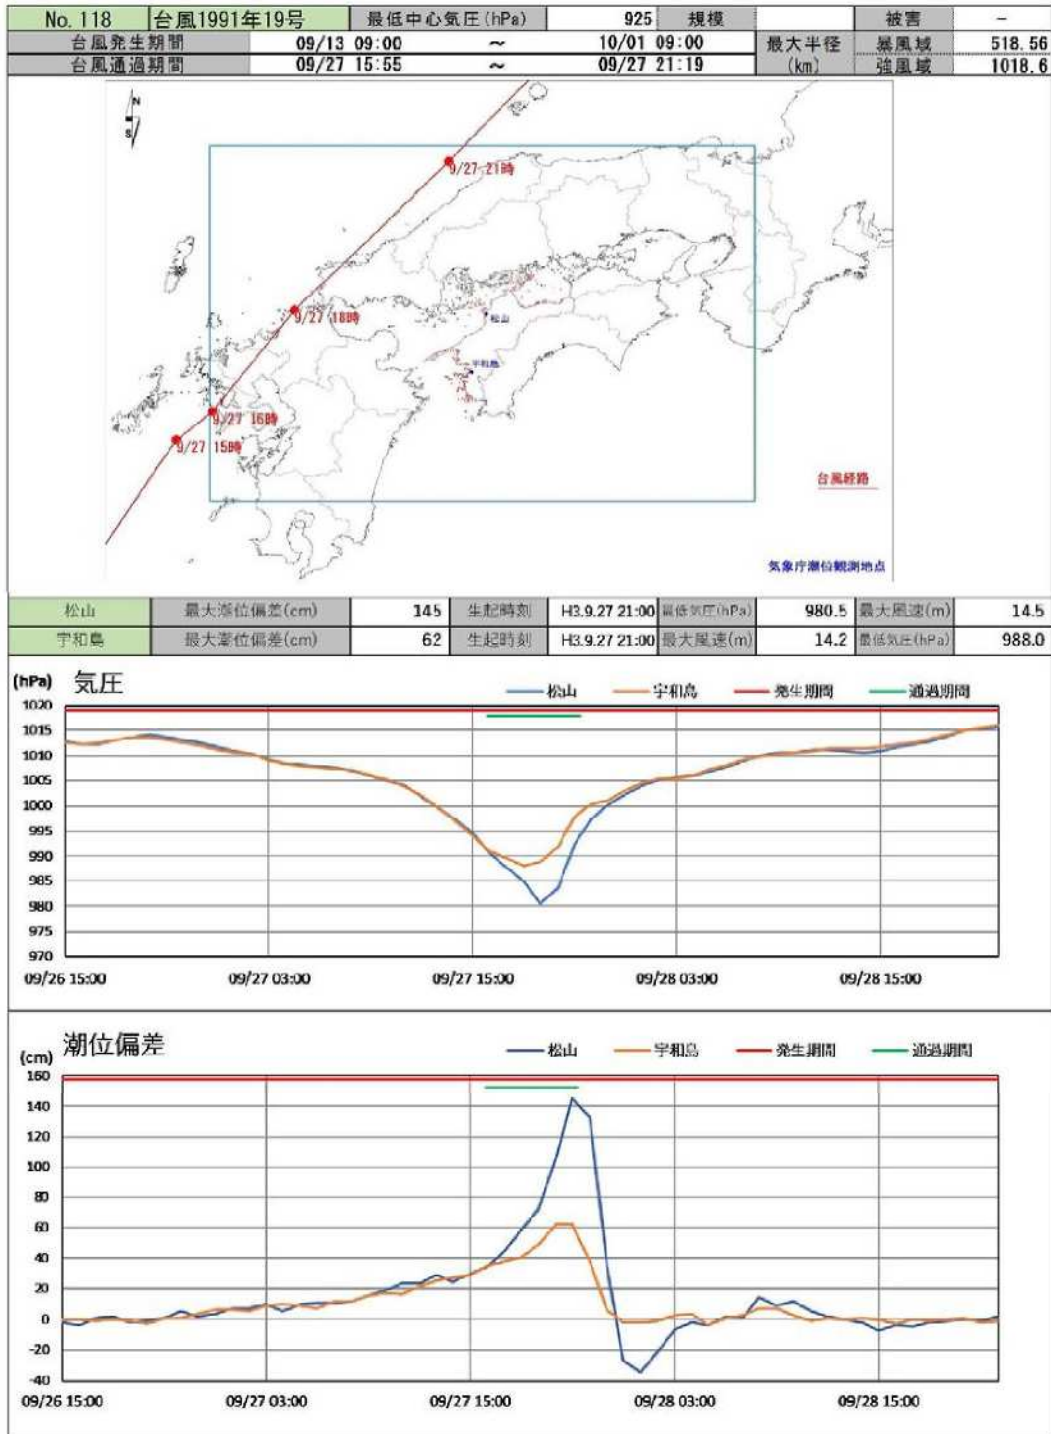 No. 118 台風1991年19号 最低中心気圧(hPa) 925 規模 被害 -
台風発生期間 09/13 09:00 ~ 10/01 09:00 最大半径 暴風域 518.56
台風通過期間 09/27 15:55 ~ 09/27 21:19 (km) 強風域 1018.6
N
S
9/27 21時
9/27 18時
松山
宇和島
9/27 16時
9/27 15時
台風経路
気象庁潮位観測地点
松山 最大潮位偏差(cm) 145 生起時刻 H3.9.27 21:00 最低気圧(hPa) 980.5 最大風速(m) 14.5
宇和島 最大潮位偏差(cm) 62 生起時刻 H3.9.27 21:00 最大風速(m) 14.2 最低気圧(hPa) 988.0
(hPa) 気圧
松山 宇和島 発生期間 通過期間
1020
1015
1010
1005
1000
995
990
985
980
975
970
09/26 15:00 09/27 03:00 09/27 15:00 09/28 03:00 09/28 15:00
(cm) 潮位偏差
松山 宇和島 発生期間 通過期間
160
140
120
100
80
60
40
20
0
-20
-40
09/26 15:00 09/27 03:00 09/27 15:00 09/28 03:00 09/28 15:00